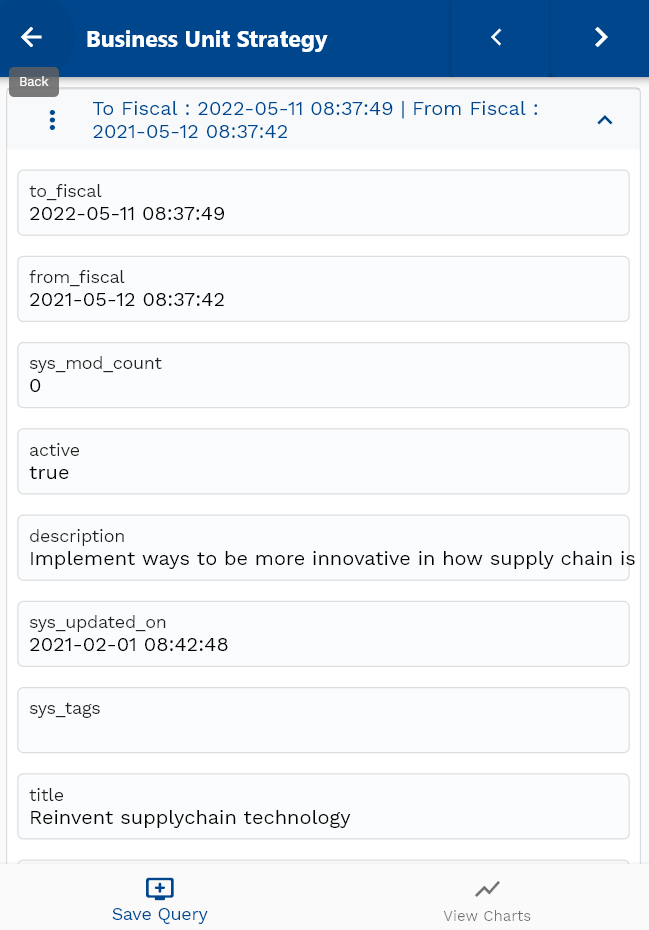 Business Unit Strategy
Back
To Fiscal : 2022-05-11 08:37:49 | From Fiscal :
2021-05-12 08:37:42
to_fiscal
2022-05-11 08:37:49
from_fiscal
2021-05-12 08:37:42
sys_mod_count
0
active
true
description
Implement ways to be more innovative in how supply chain is
sys_updated_on
2021-02-01 08:42:48
sys_tags
title
Reinvent supplychain technology
Save Query
View Charts